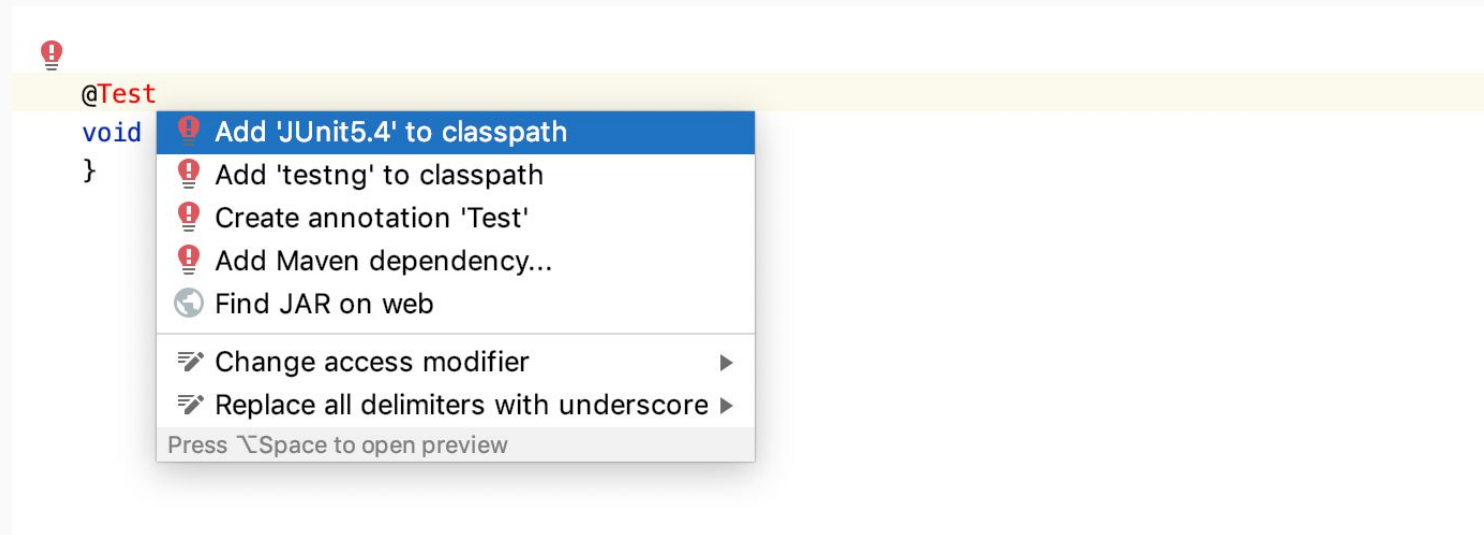 @Test
void
}
Add 'JUnit5.4' to classpath
Add 'testng' to classpath
Create annotation 'Test'
Add Maven dependency...
Find JAR on web
Change access modifier
Replace all delimiters with underscore
Press ⌥Space to open preview